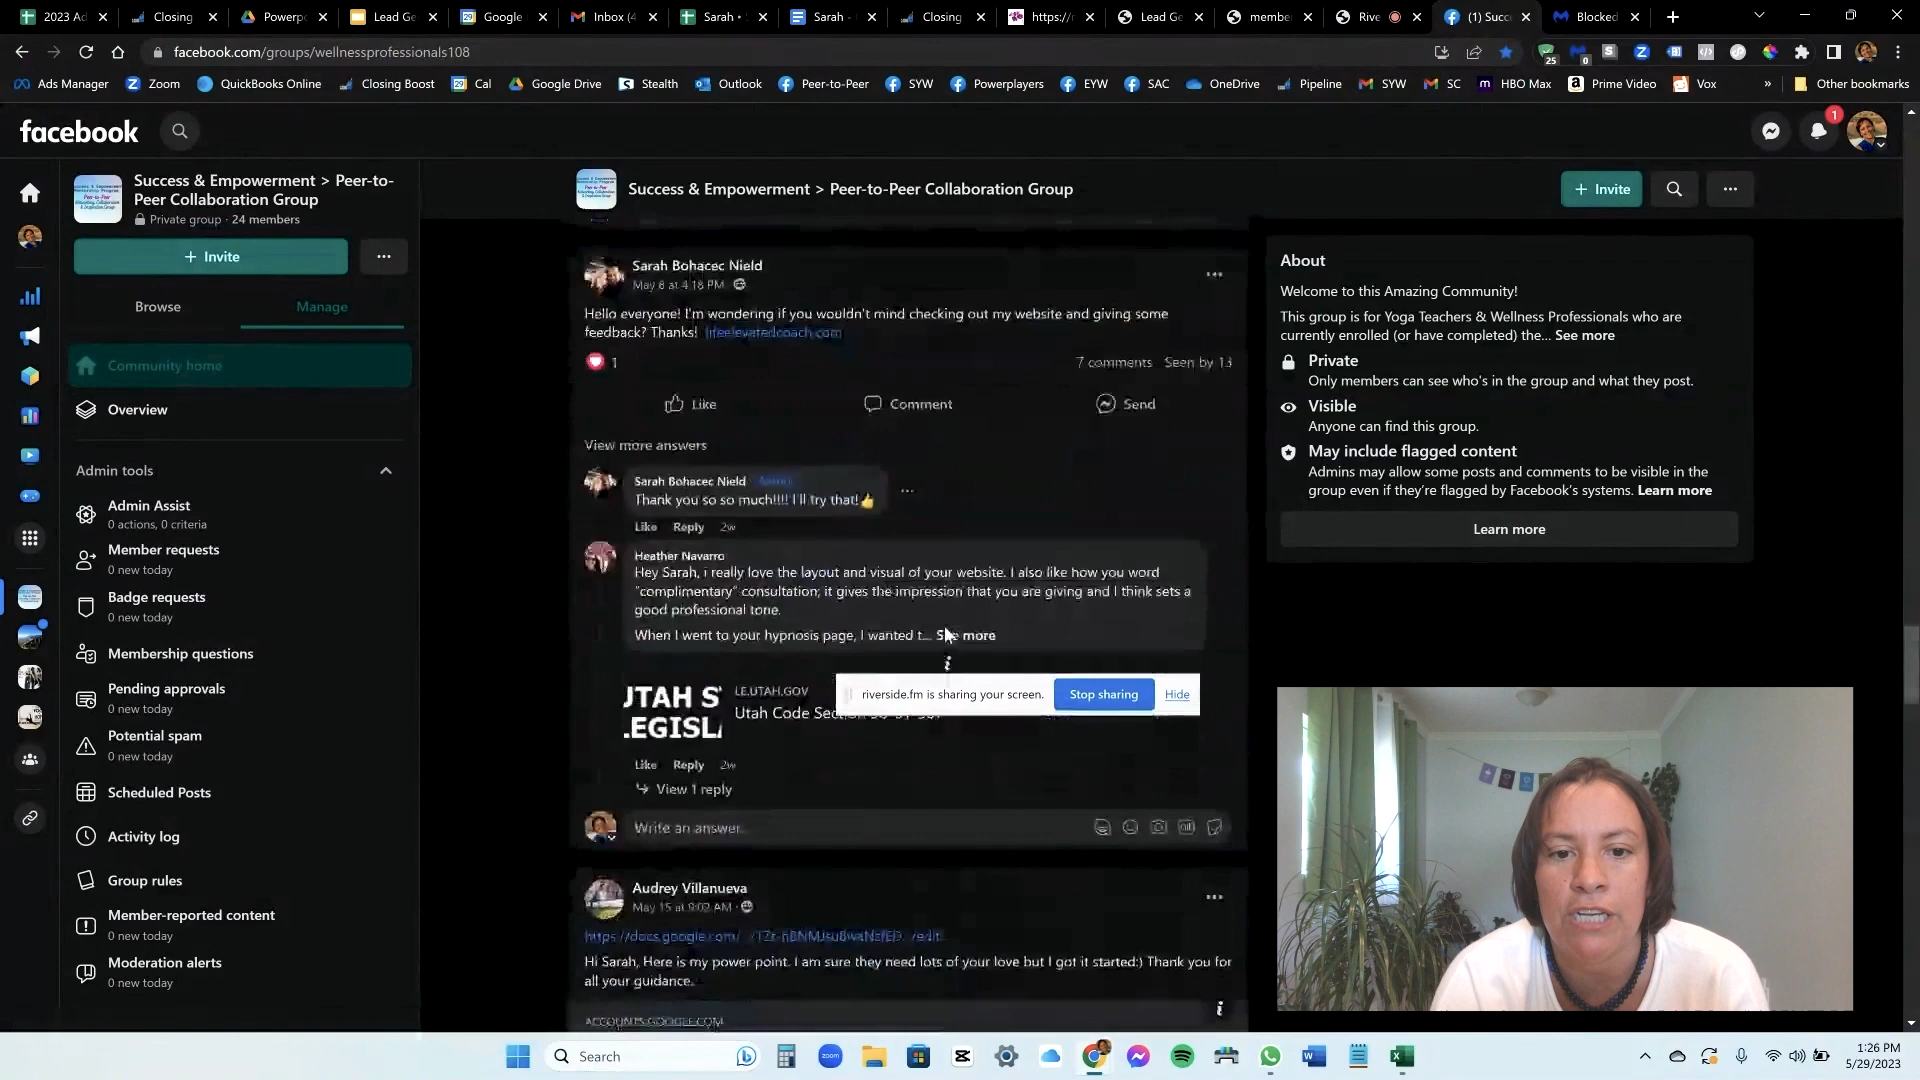 2023 Ad
Closing
Powerp
Lead Ge
Google
Inbox (4
Sarah •
Sarah -
Closing
https://r
Lead Ge
membe
Rive
(1) Succ
Blocked
facebook.com/groups/wellnessprofessionals108
25
0
Ads Manager
Zoom
QuickBooks Online
Closing Boost
Cal
Google Drive
Stealth
Outlook
Peer-to-Peer
SYW
Powerplayers
EYW
SAC
OneDrive
Pipeline
SYW
SC
HBO Max
Prime Video
Vox
»
Other bookmarks
facebook
1
Success & Empowerment > Peer-to-
Peer Collaboration Group
Private group · 24 members
+ Invite
Browse
Manage
Community home
Overview
Admin tools
Admin Assist
0 actions, 0 criteria
Member requests
0 new today
Badge requests
0 new today
Membership questions
Pending approvals
0 new today
Potential spam
0 new today
Scheduled Posts
Activity log
Group rules
Member-reported content
0 new today
Moderation alerts
0 new today
Success & Empowerment > Peer-to-Peer Collaboration Group
+ Invite
Sarah Bohacec Nield
May 8 at 4:18 PM
Hello everyone! I'm wondering if you wouldn't mind checking out my website and giving some
feedback? Thanks! lifeelevatedcoach.com
1
7 comments Seen by 13
Like
Comment
Send
View more answers
Sarah Bohacec Nield Author
Thank you so so much!!!! I'll try that!👍
Like Reply 2w
Heather Navarro
Hey Sarah, i really love the layout and visual of your website. I also like how you word
"complimentary" consultation, it gives the impression that you are giving and I think sets a
good professional tone.
When I went to your hypnosis page, I wanted t... See more
UTAH S
LEGISL
LE.UTAH.GOV
Utah Code Sec
riverside.fm is sharing your screen.
Stop sharing
Hide
Like Reply 2w
View 1 reply
Write an answer...
Audrey Villanueva
May 15 at 9:02 AM
https://docs.google.com/
/edit
Hi Sarah, Here is my power point. I am sure they need lots of your love but I got it started:) Thank you for
all your guidance.
ACCOUNTS.GOOGLE.COM
About
Welcome to this Amazing Community!
This group is for Yoga Teachers & Wellness Professionals who are
currently enrolled (or have completed) the... See more
Private
Only members can see who's in the group and what they post.
Visible
Anyone can find this group.
May include flagged content
Admins may allow some posts and comments to be visible in the
group even if they're flagged by Facebook's systems. Learn more
Learn more
Search
zoom
1:26 PM
5/29/2023